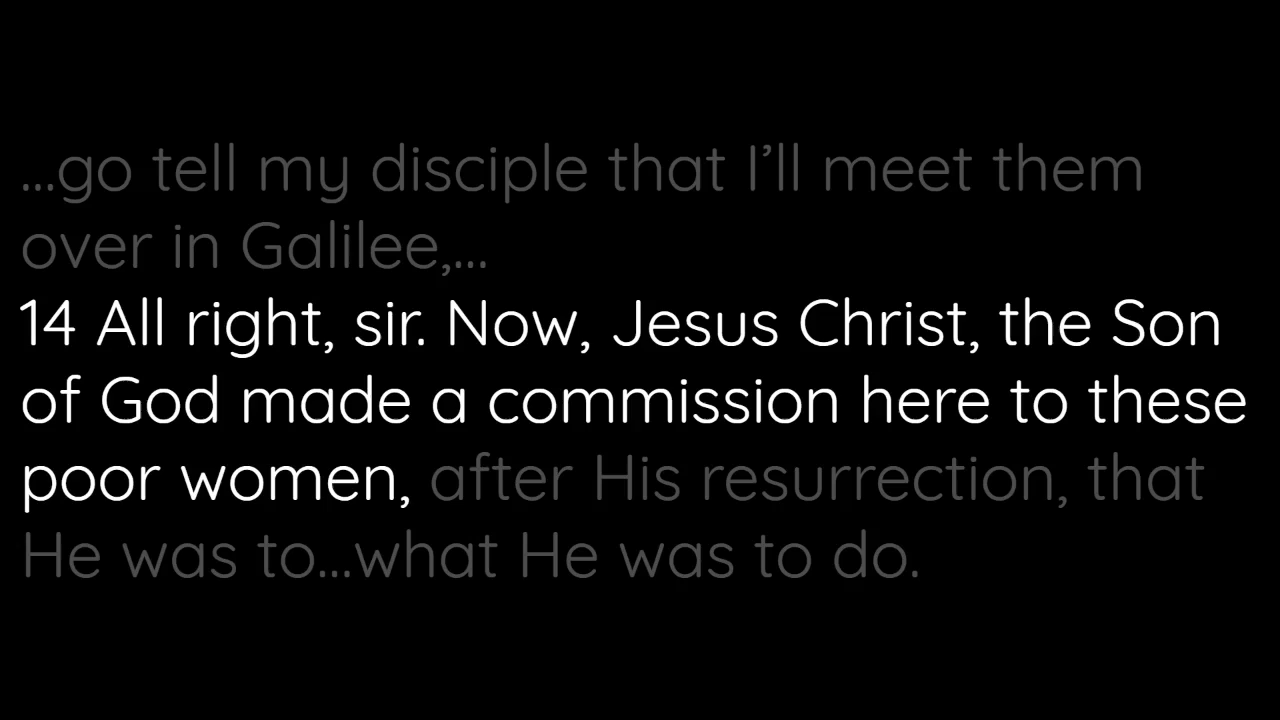 ...go tell my disciple that I’ll meet them
over in Galilee,...
14 All right, sir. Now, Jesus Christ, the Son
of God made a commission here to these
poor women, after His resurrection, that
He was to...what He was to do.